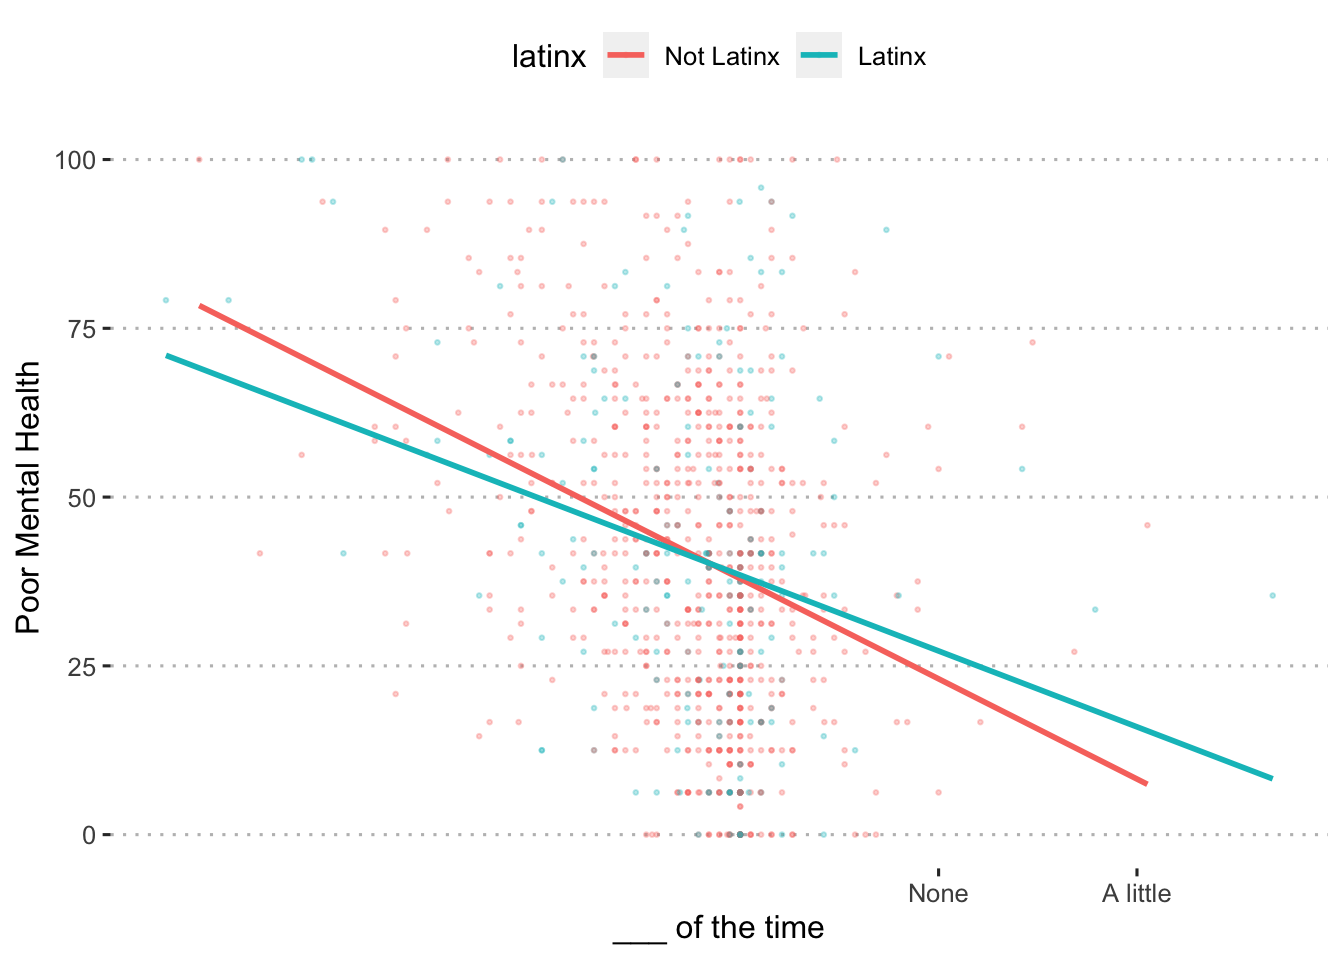 latinx Not Latinx Latinx
100
75
50
25
0
Poor Mental Health
None A little
___ of the time